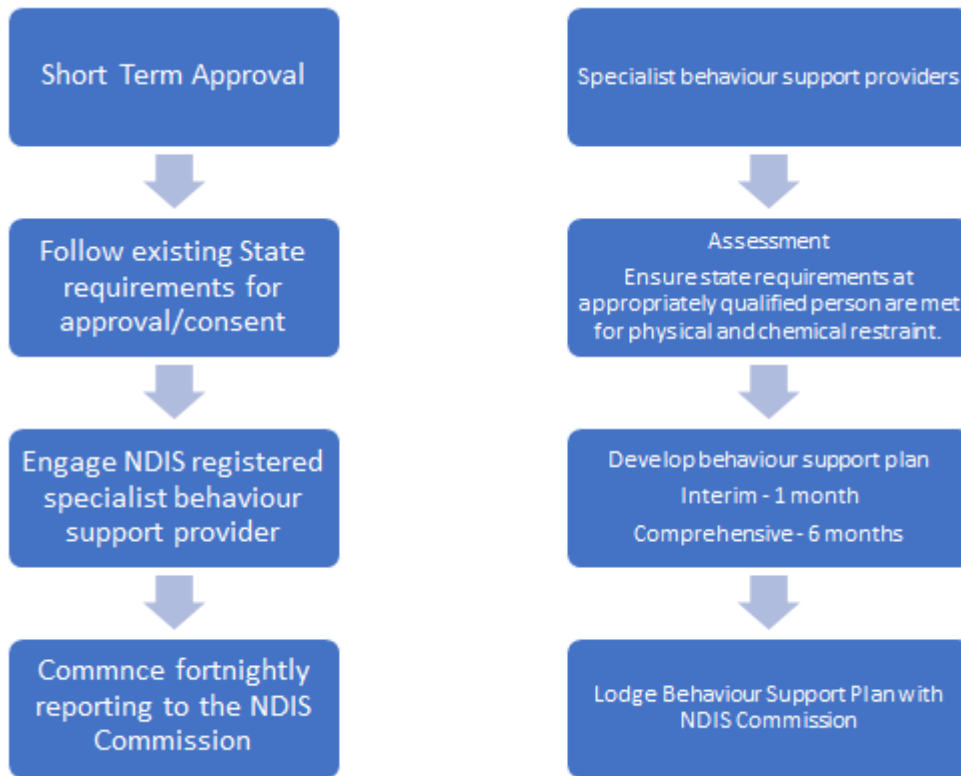 Short Term Approval
Follow existing State
requirements for
approval/consent
Engage NDIS registered
specialist behaviour
support provider
Commnce fortnightly
reporting to the NDIS
Commission
Specialist behaviour support providers
Assessment
Ensure state requirements at
appropriately qualified person are met
for physical and chemical restraint.
Develop behaviour support plan
Interim - 1 month
Comprehensive - 6 months
Lodge Behaviour Support Plan with
NDIS Commission